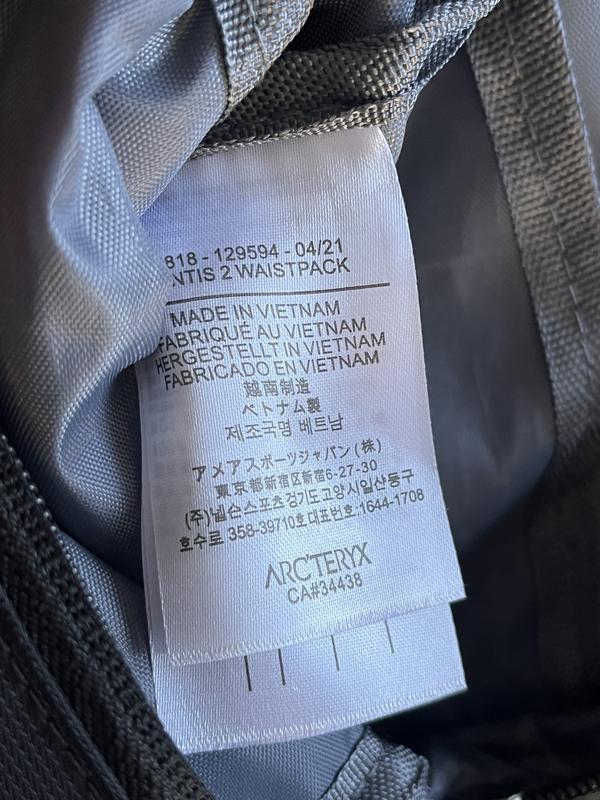 818 - 129594 - 04/21
NTIS 2 WAISTPACK
MADE IN VIETNAM
FABRIQUÉ AU VIETNAM
HERGESTELLT IN VIETNAM
FABRICADO EN VIETNAM
越南制造
ベトナム製
제조국명 베트남
アメアスポーツジャパン(株)
東京都新宿区新宿6-27-30
(주)넬슨스포츠경기도고양시일산동구
호수로 358-39710호대표번호:1644-1708
ARC'TERYX
CA#34438